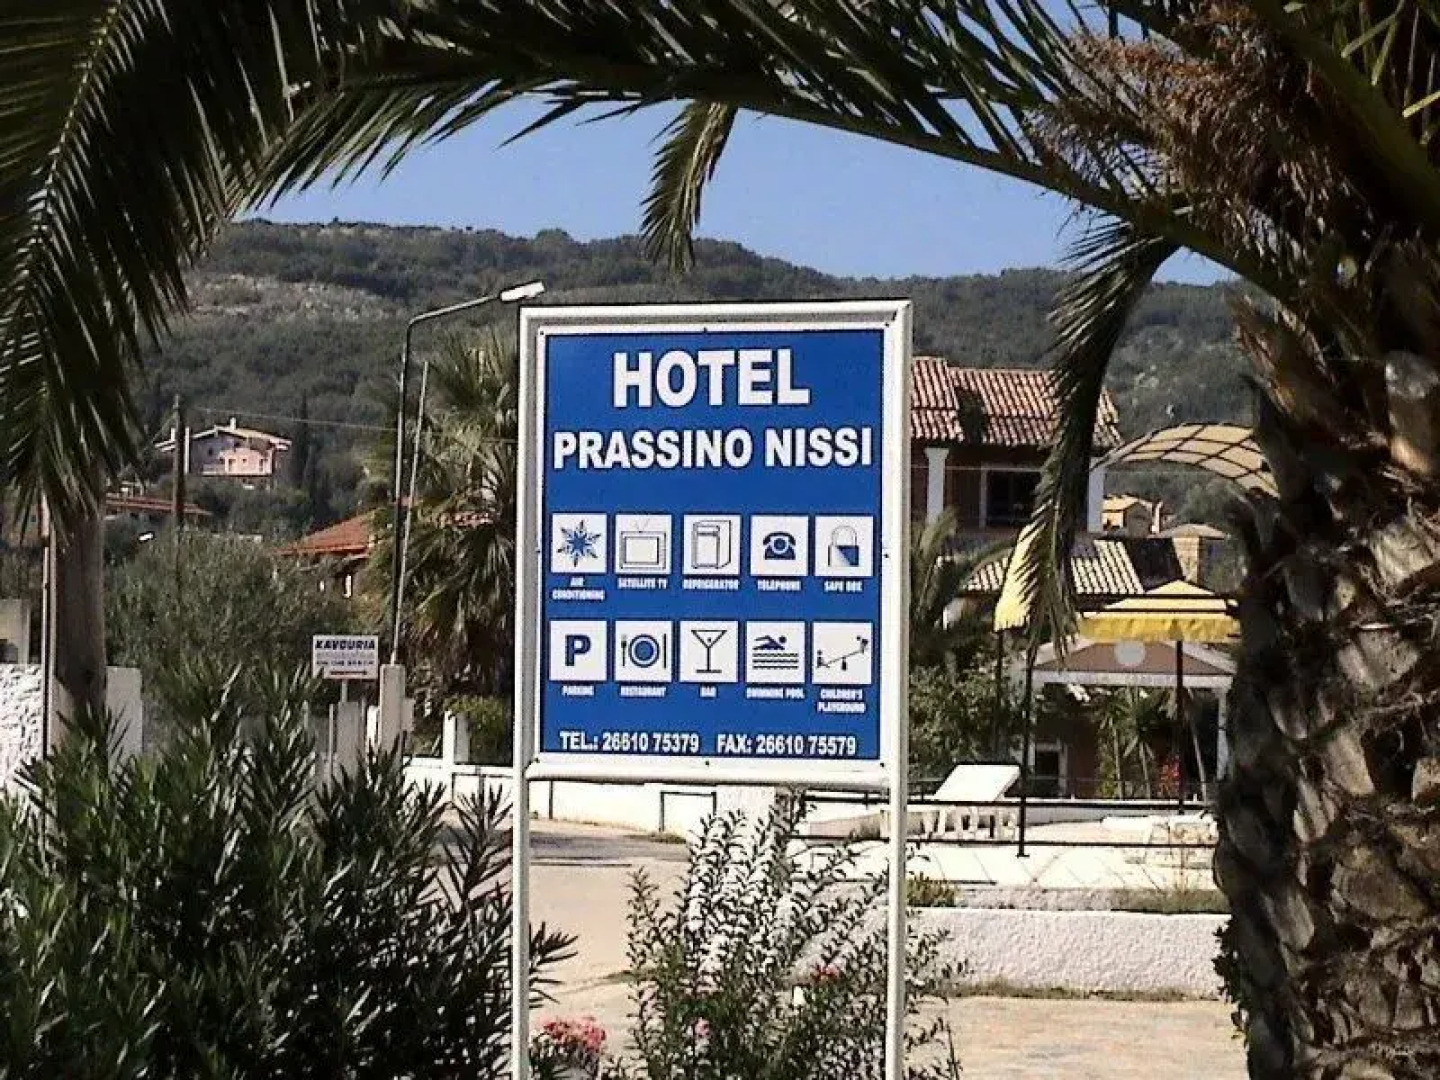 HOTEL
PRASSINO NISSI
AIR CONDITIONING
SATELLITE TV
REFRIGERATOR
TELEPHONE
SAFE BOX
P
PARKING
RESTAURANT
BAR
SWIMMING POOL
CHILDREN'S PLAYGROUND
TEL.: 26610 75379 FAX: 26610 75579
KAVOURIA